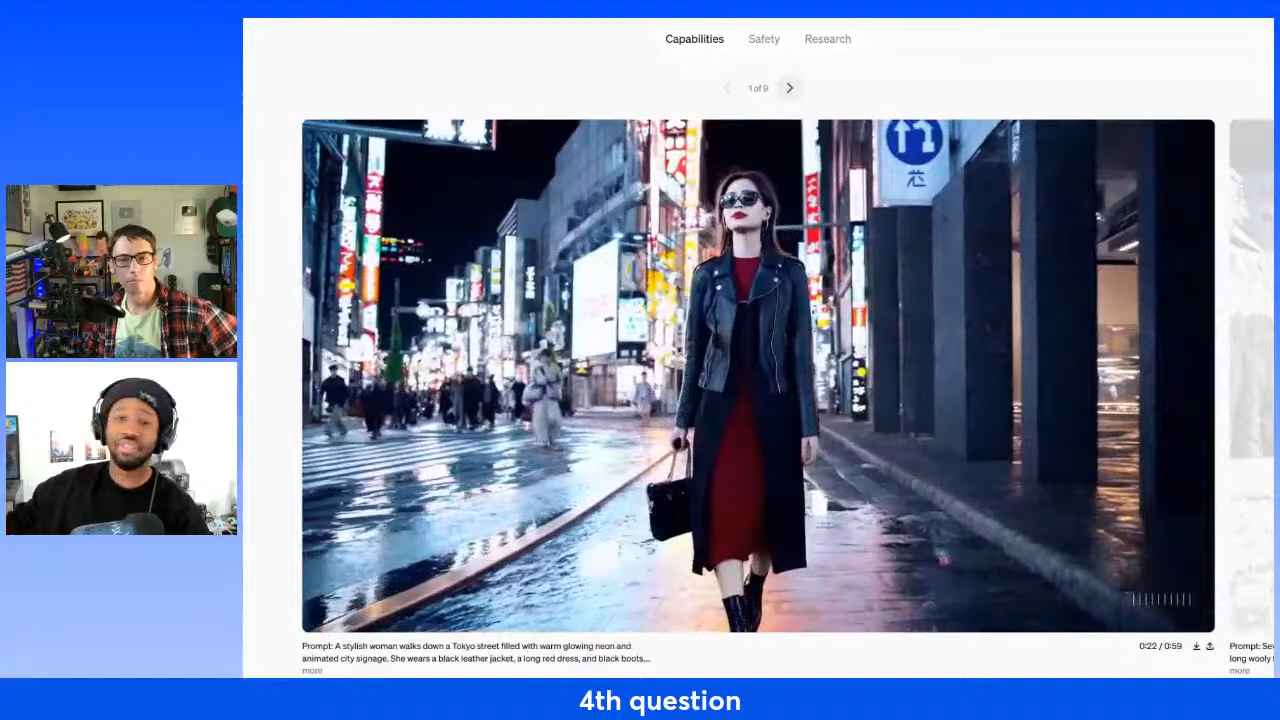 Capabilities
Safety
Research
1 of 9
Prompt: A stylish woman walks down a Tokyo street filled with warm glowing neon and
animated city signage. She wears a black leather jacket, a long red dress, and black boots,...
more
0:22 / 0:59
Prompt: Sev
long wooly
more
4th question